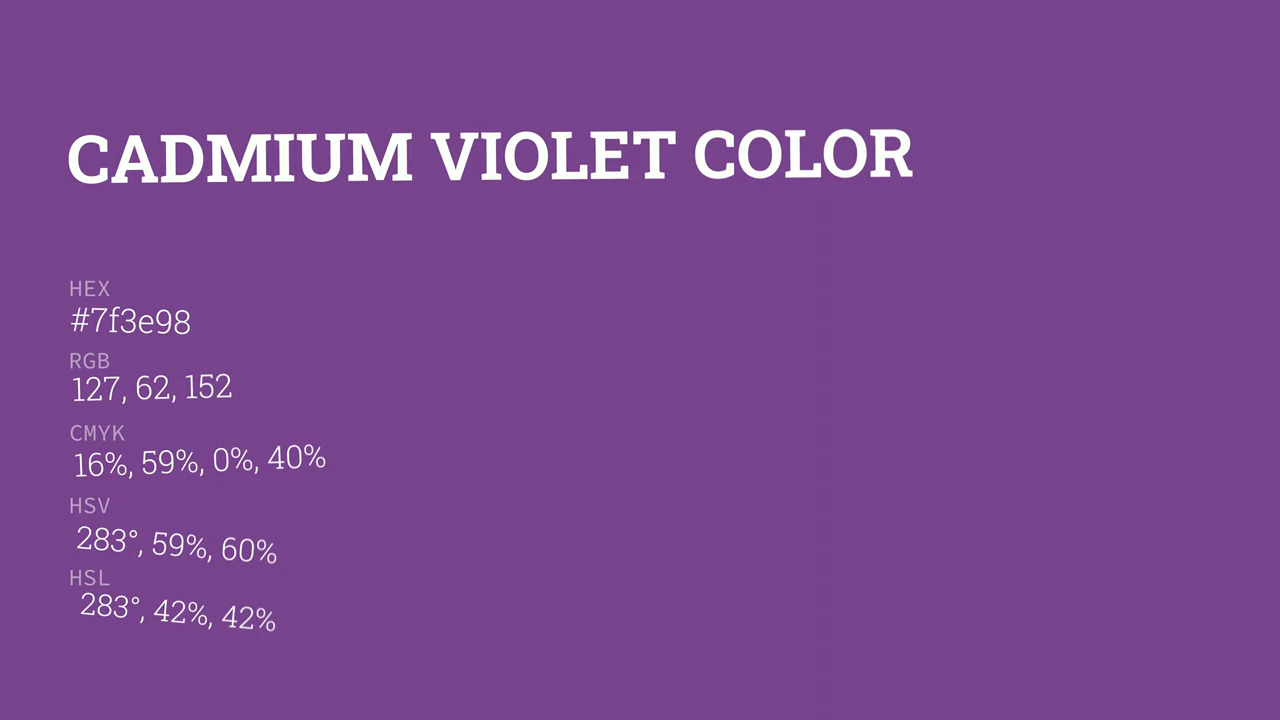 CADMIUM VIOLET COLOR
HEX
#7f3e98
RGB
127, 62, 152
CMYK
16%, 59%, 0%, 40%
HSV
283°, 59%, 60%
HSL
283°, 42%, 42%